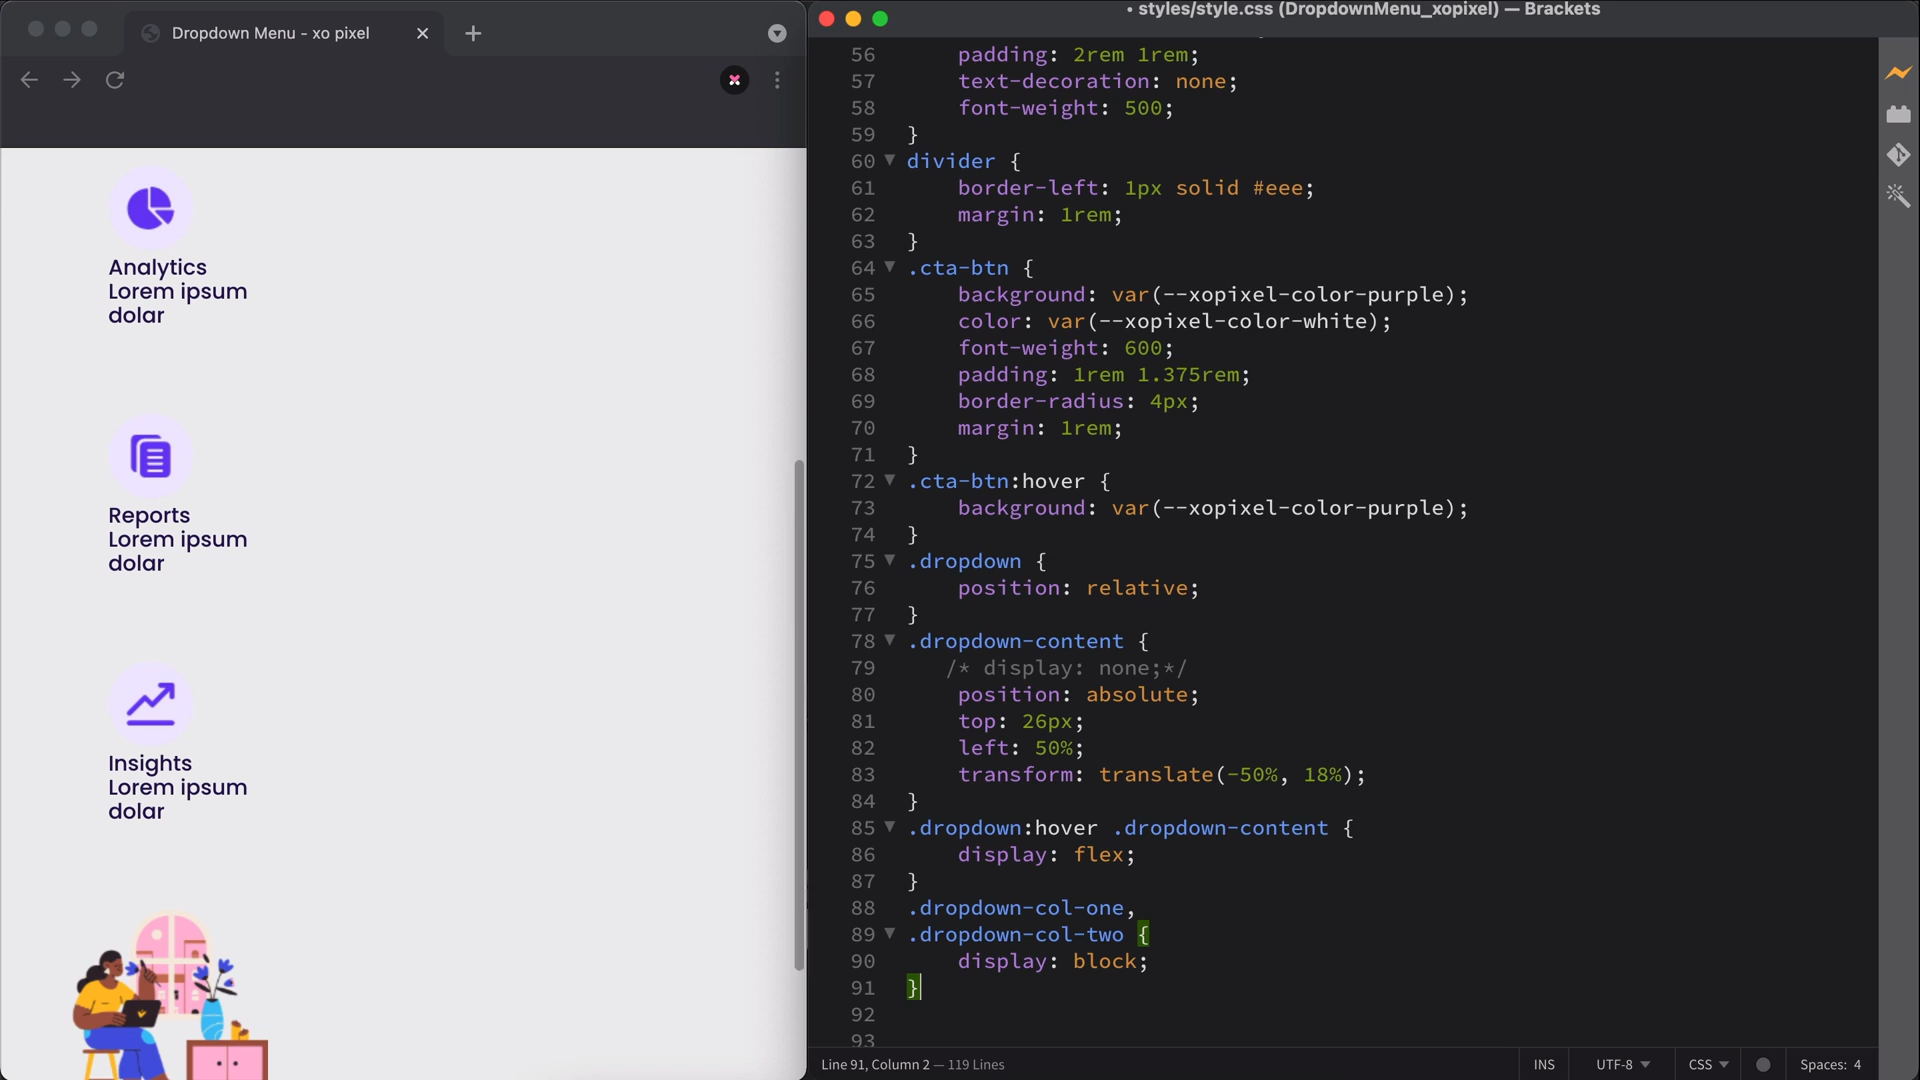 Dropdown Menu - xo pixel
Analytics
Lorem ipsum
dolar
Reports
Lorem ipsum
dolar
Insights
Lorem ipsum
dolar
• styles/style.css (DropdownMenu_xopixel) — Brackets
56 padding: 2rem 1rem;
57 text-decoration: none;
58 font-weight: 500;
59 }
60 divider {
61 border-left: 1px solid #eee;
62 margin: 1rem;
63 }
64 .cta-btn {
65 background: var(--xopixel-color-purple);
66 color: var(--xopixel-color-white);
67 font-weight: 600;
68 padding: 1rem 1.375rem;
69 border-radius: 4px;
70 margin: 1rem;
71 }
72 .cta-btn:hover {
73 background: var(--xopixel-color-purple);
74 }
75 .dropdown {
76 position: relative;
77 }
78 .dropdown-content {
79 /* display: none;*/
80 position: absolute;
81 top: 26px;
82 left: 50%;
83 transform: translate(-50%, 18%);
84 }
85 .dropdown:hover .dropdown-content {
86 display: flex;
87 }
88 .dropdown-col-one,
89 .dropdown-col-two {
90 display: block;
91 }
92
93
Line 91, Column 2 — 119 Lines
INS
UTF-8
CSS
Spaces: 4